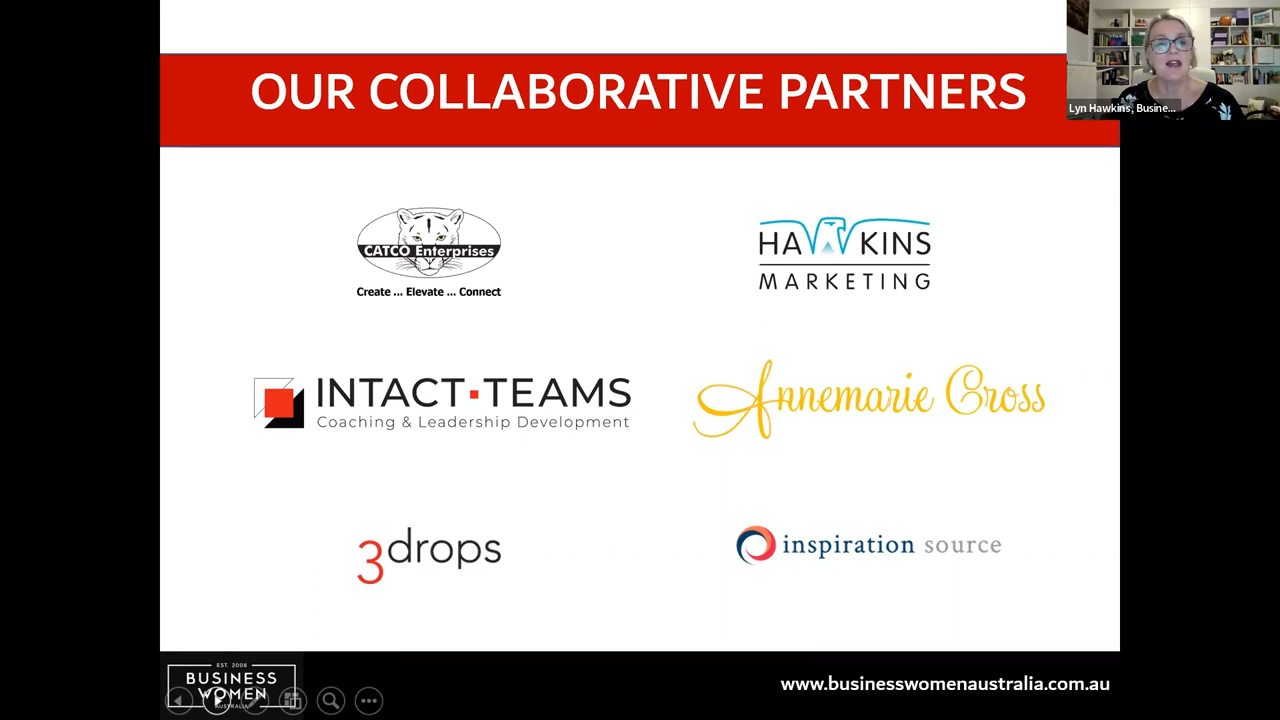 OUR COLLABORATIVE PARTNERS
Lyn Hawkins, Busine...
CATCO Enterprises
Create ... Elevate ... Connect
HAWKINS
MARKETING
INTACT·TEAMS
Coaching & Leadership Development
Annemarie Cross
3drops
inspiration source
EST. 2008
BUSINESS
WOMEN
AUSTRALIA
www.businesswomenaustralia.com.au